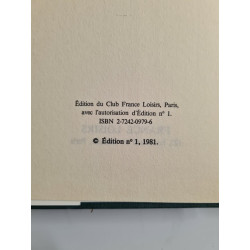 Édition du Club France Loisirs, Paris,
avec l'autorisation d'Édition n° 1.
ISBN 2-7242-0979-6
© Édition n° 1, 1981.